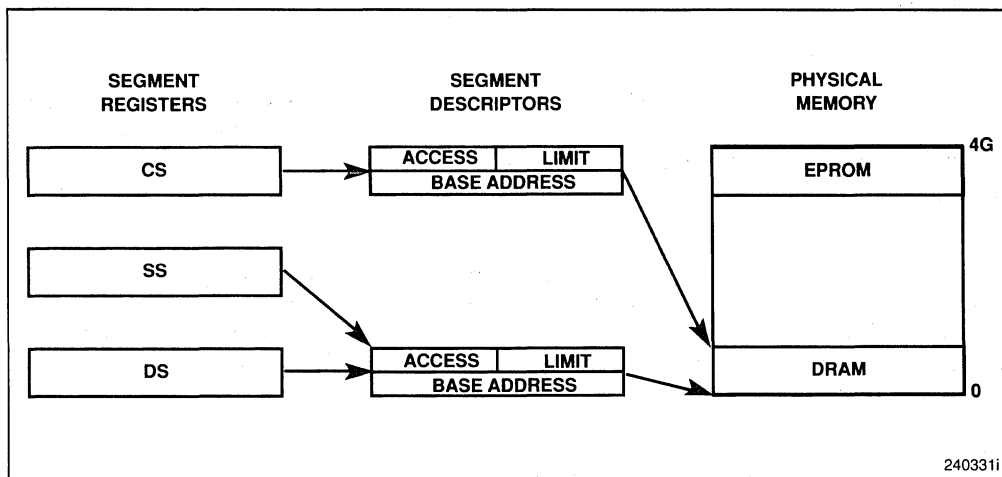 SEGMENT
REGISTERS
SEGMENT
DESCRIPTORS
PHYSICAL
MEMORY
CS
ACCESS
LIMIT
BASE ADDRESS
4G
EPROM
SS
DS
ACCESS
LIMIT
BASE ADDRESS
DRAM
0
240331i